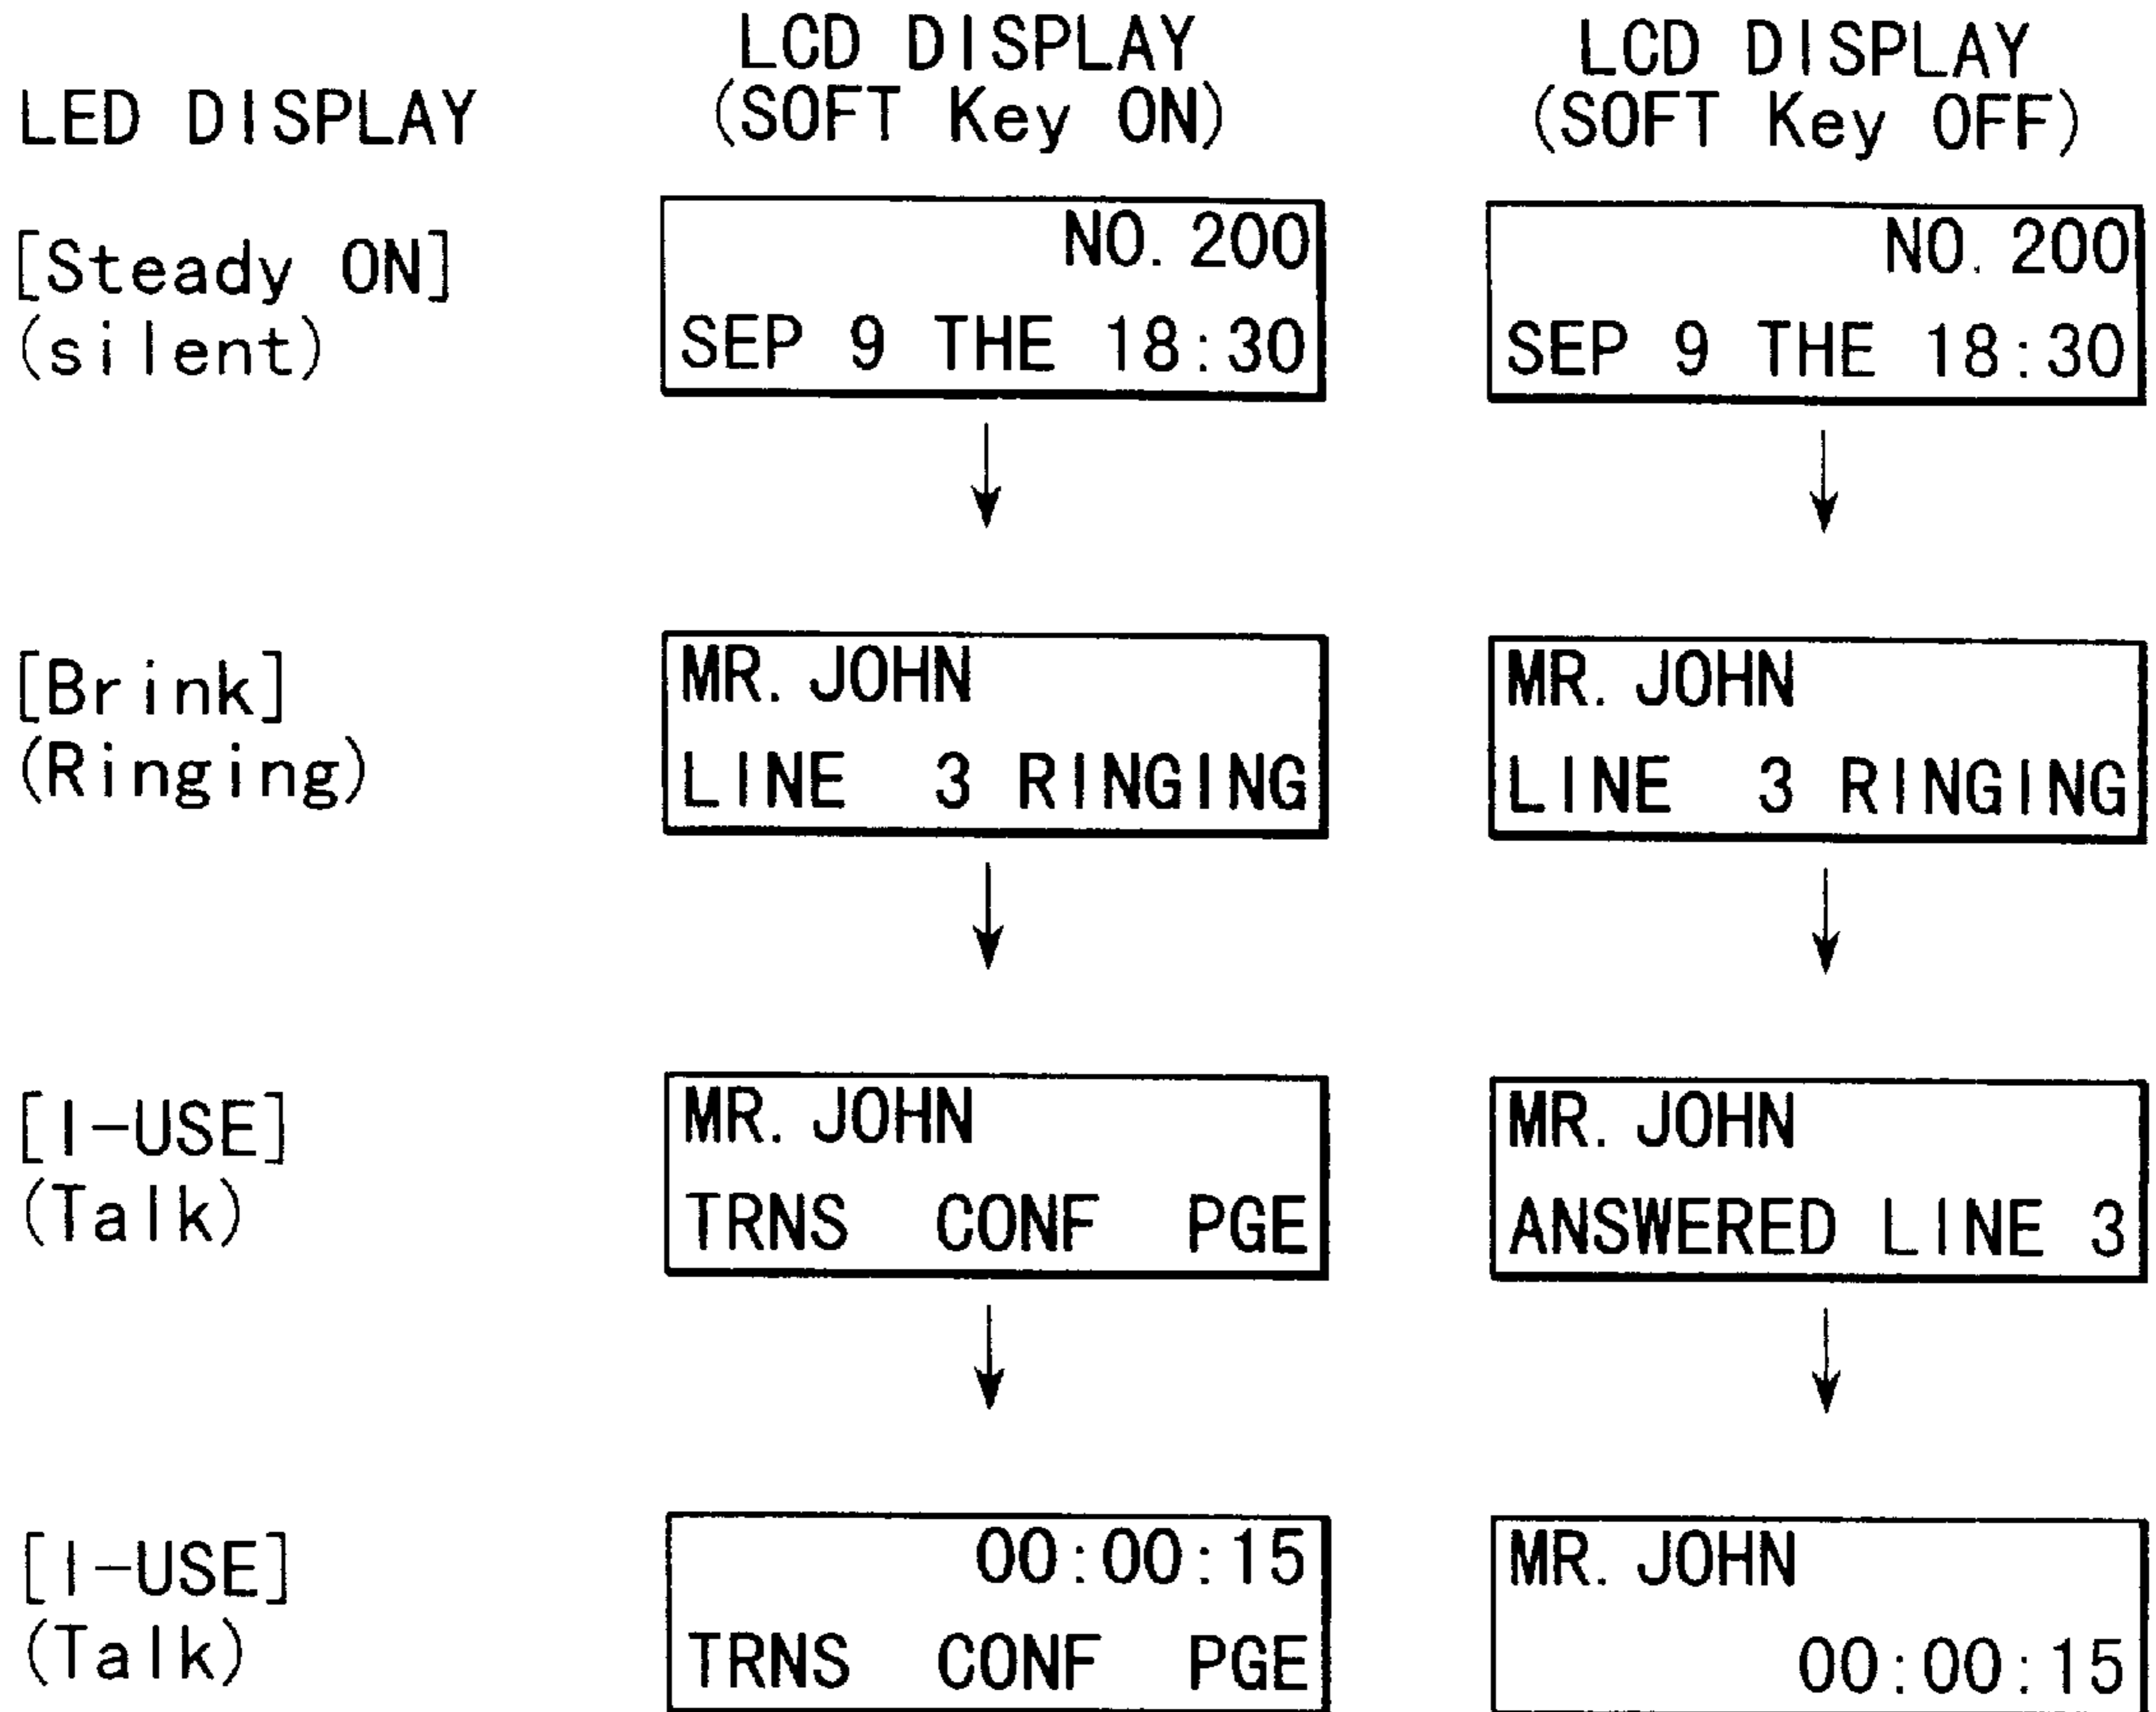 LED DISPLAY
LCD DISPLAY
(SOFT Key ON)
LCD DISPLAY
(SOFT Key OFF)
[Steady ON]
(silent)
NO. 200
SEP 9 THE 18:30
NO. 200
SEP 9 THE 18:30
[Brink]
(Ringing)
MR. JOHN
LINE 3 RINGING
MR. JOHN
LINE 3 RINGING
[I-USE]
(Talk)
MR. JOHN
TRNS CONF PGE
MR. JOHN
ANSWERED LINE 3
[I-USE]
(Talk)
00:00:15
TRNS CONF PGE
MR. JOHN
00:00:15